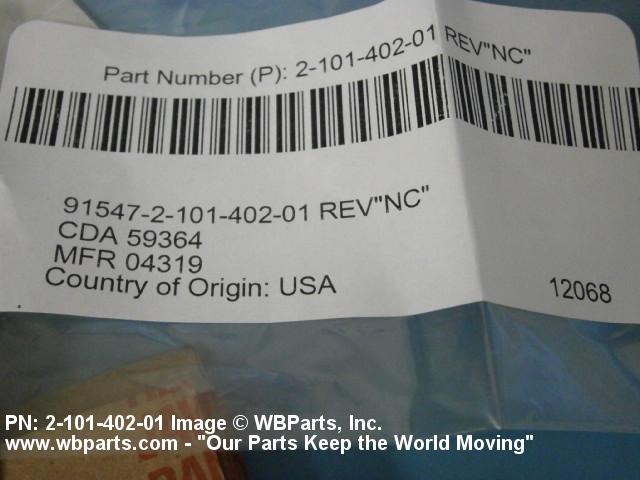 Part Number (P): 2-101-402-01 REV"NC"
91547-2-101-402-01 REV"NC"
CDA 59364
MFR 04319
Country of Origin: USA
12068
PN: 2-101-402-01 Image © WBParts, Inc.
www.wbparts.com - "Our Parts Keep the World Moving"